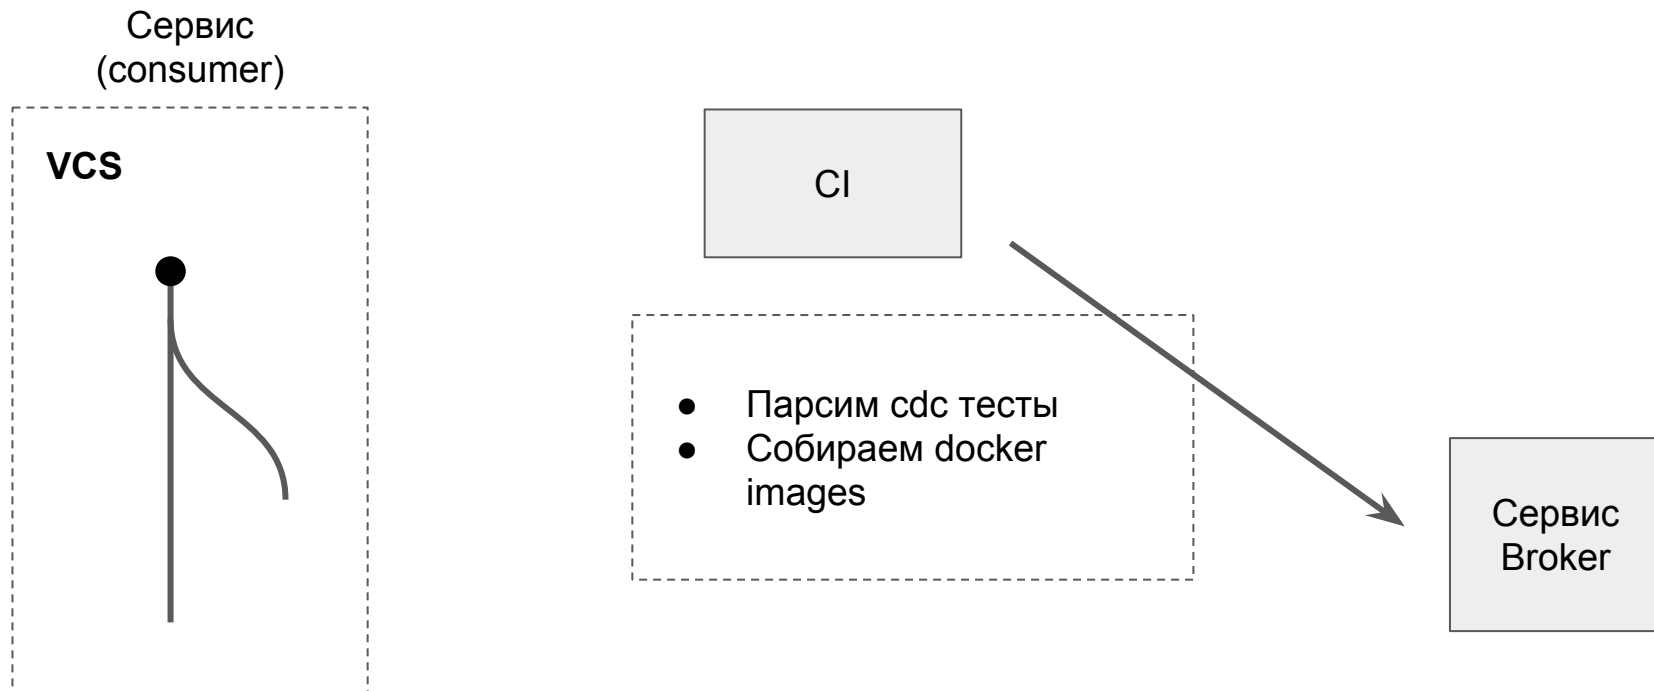 Сервис
(consumer)
VCS
CI
● Парсим cdc тесты
● Собираем docker
images
Сервис
Broker